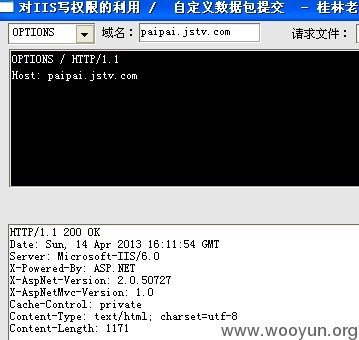 对IIS写权限的利用 / 自定义数据包提交 - 桂林老
OPTIONS 域名: paipai.jstv.com 请求文件:
OPTIONS / HTTP/1.1
Host: paipai.jstv.com
HTTP/1.1 200 OK
Date: Sun, 14 Apr 2013 16:11:54 GMT
Server: Microsoft-IIS/6.0
X-Powered-By: ASP.NET
X-AspNet-Version: 2.0.50727
X-AspNetMvc-Version: 1.0
Cache-Control: private
Content-Type: text/html; charset=utf-8
Content-Length: 1171
www.wooyun.org